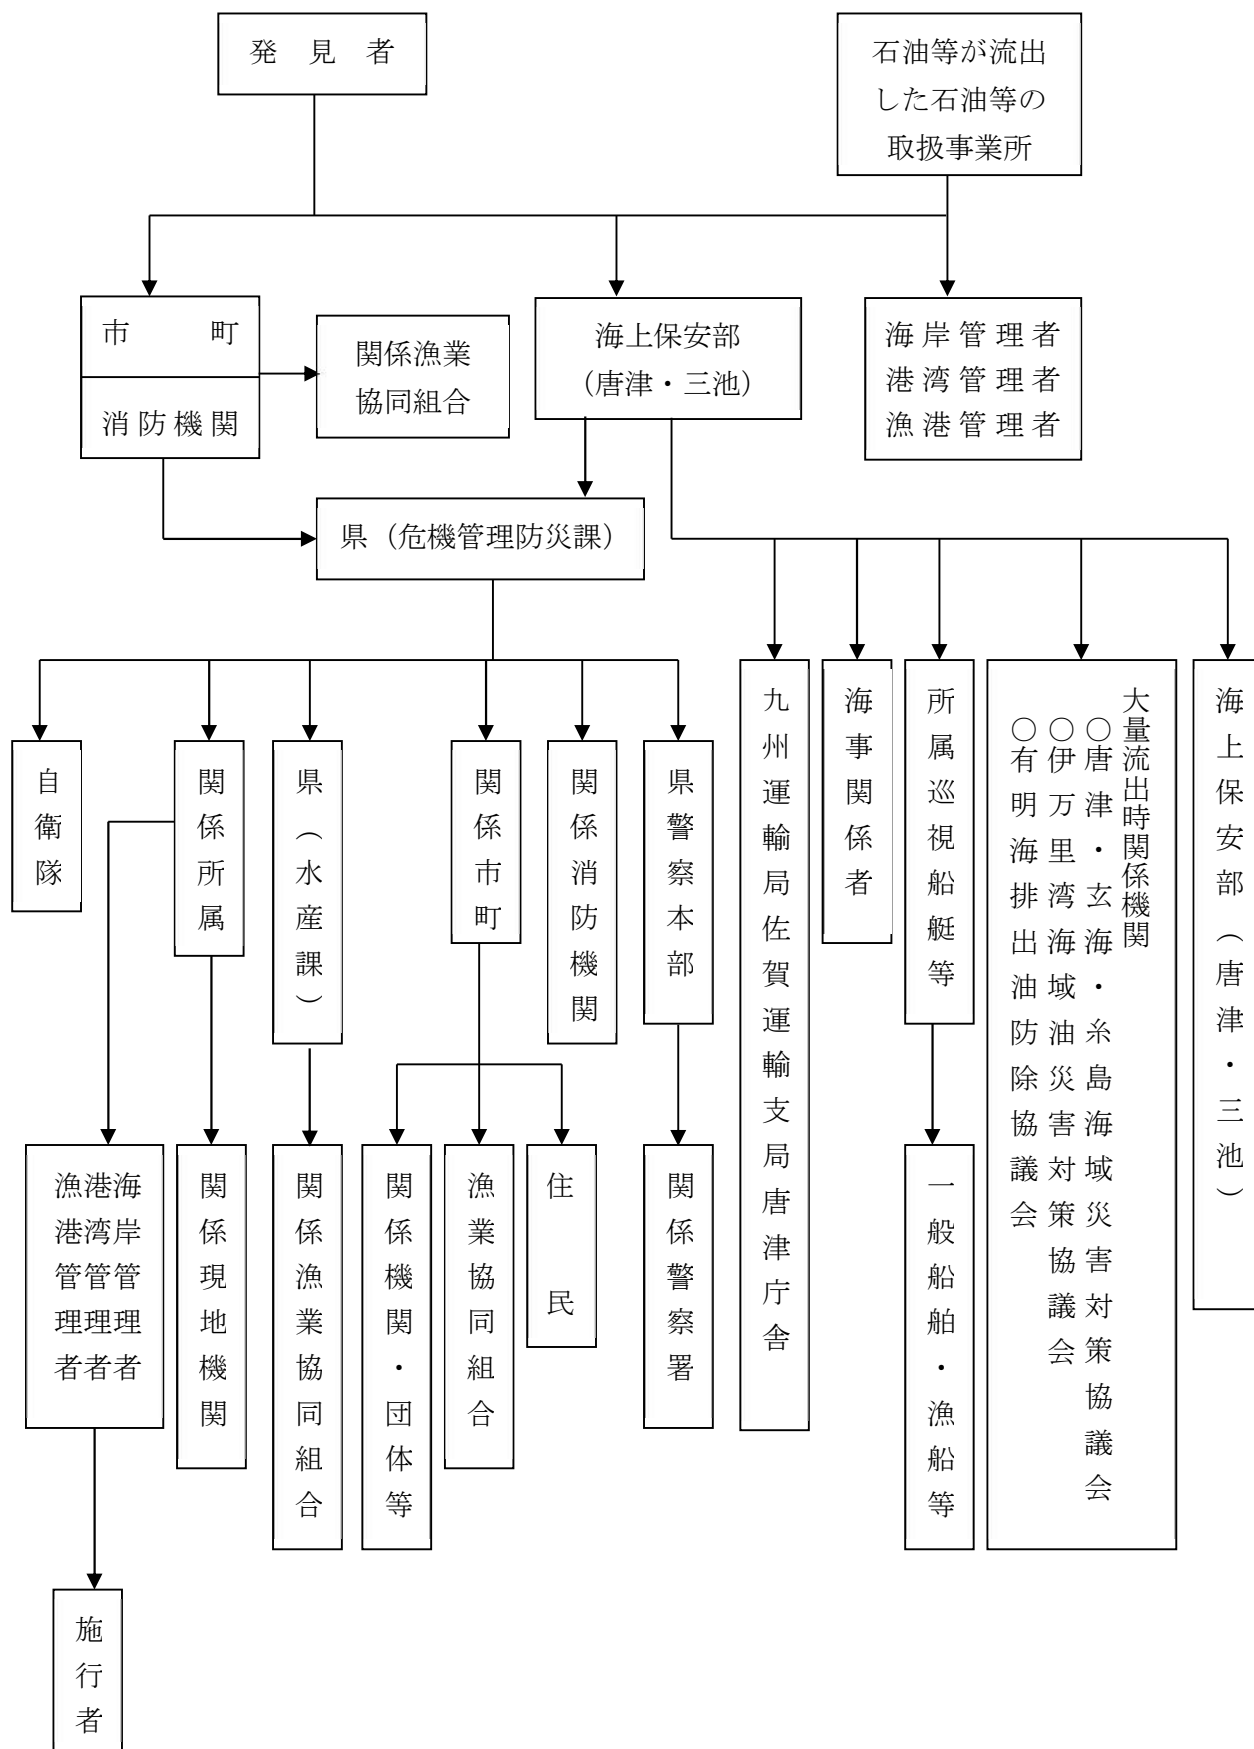 発見者
石油等が流出
した石油等の
取扱事業所
市町
消防機関
関係漁業
協同組合
海上保安部
（唐津・三池）
海岸管理者
港湾管理者
漁港管理者
県（危機管理防災課）
自衛隊
関係所属
県（水産課）
関係市町
関係消防機関
県警察本部
九州運輸局佐賀運輸支局唐津庁舎
海事関係者
所属巡視船艇等
大量流出時関係機関
○唐津・玄海・糸島海域災害対策協議会
○伊万里湾海域油災害対策協議会
○有明海排出油防除協議会
海上保安部（唐津・三池）
海岸管理者
港湾管理者
漁港管理者
関係現地機関
関係漁業協同組合
関係機関・団体等
漁業協同組合
住民
関係警察署
一般船舶・漁船等
施行者